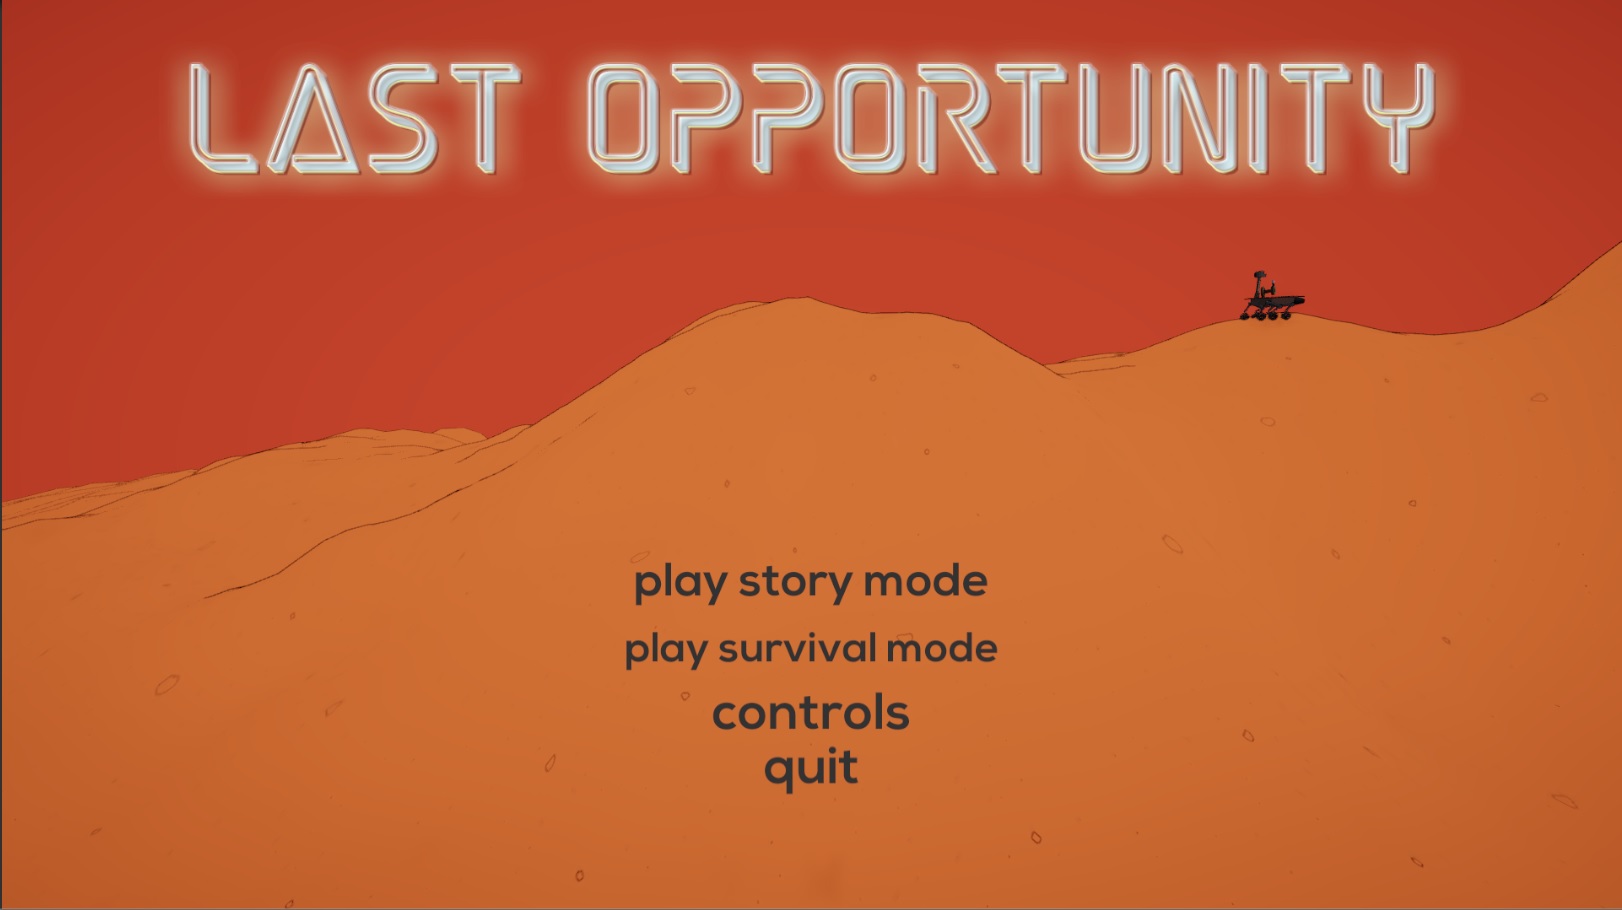 LAST OPPORTUNITY
play story mode
play survival mode
controls
quit